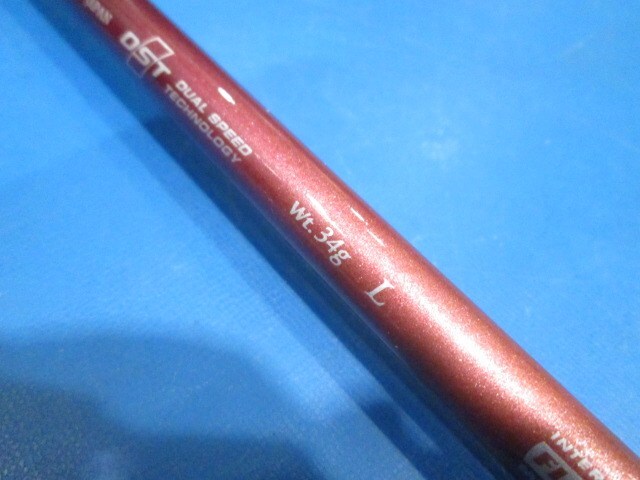 DST
DUAL SPEED
TECHNOLOGY
Wt. 34g
L